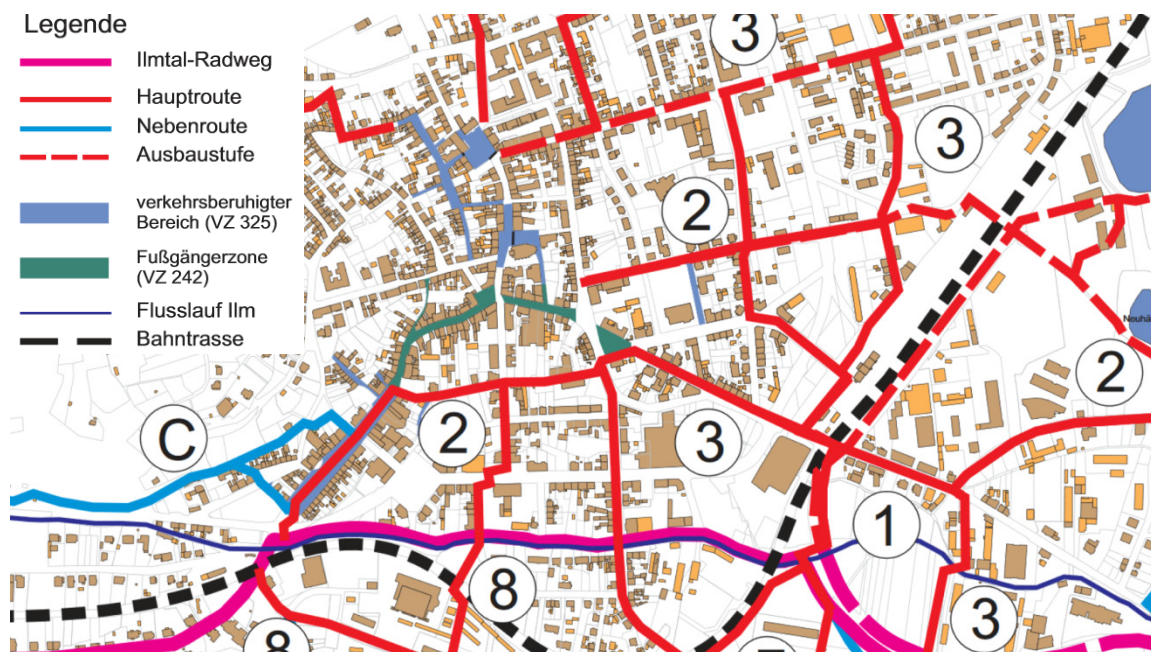 Legende
Ilmtal-Radweg
Hauptroute
Nebenroute
Ausbaustufe
verkehrsberuhigter
Bereich (VZ 325)
Fußgängerzone
(VZ 242)
Flusslauf Ilm
Bahntrasse
3
3
2
2
C
2
3
1
8
3
8